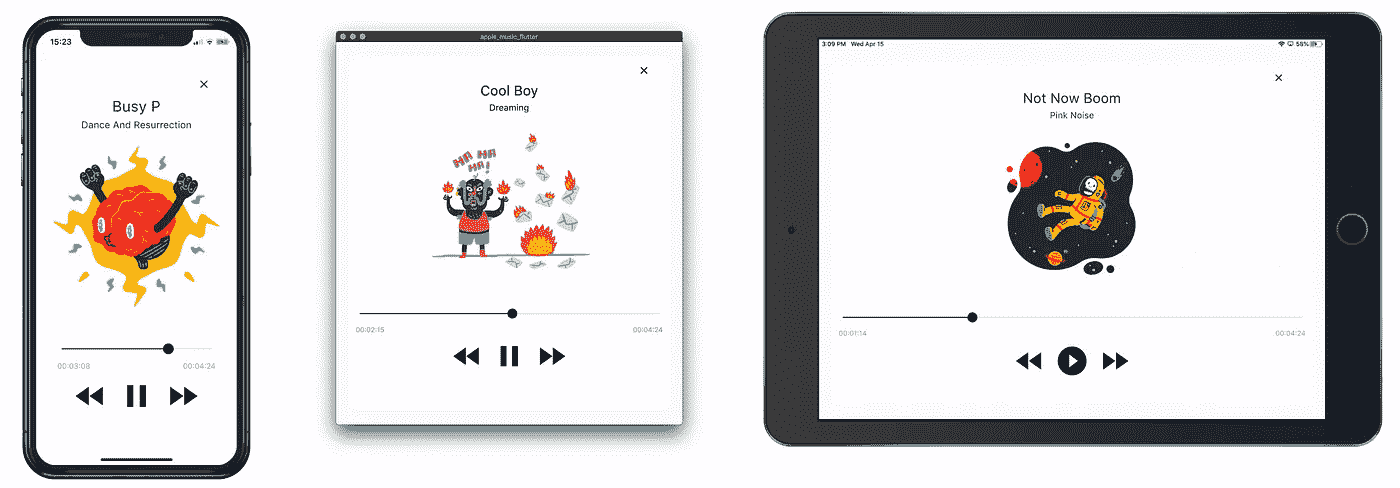 15:23
Busy P
Dance And Resurrection
00:03:08
00:04:24
apple_music_flutter
Cool Boy
Dreaming
HA HA
HA!
00:02:15
00:04:24
3:09 PM Wed Apr 15
58%
Not Now Boom
Pink Noise
00:01:14
00:04:24